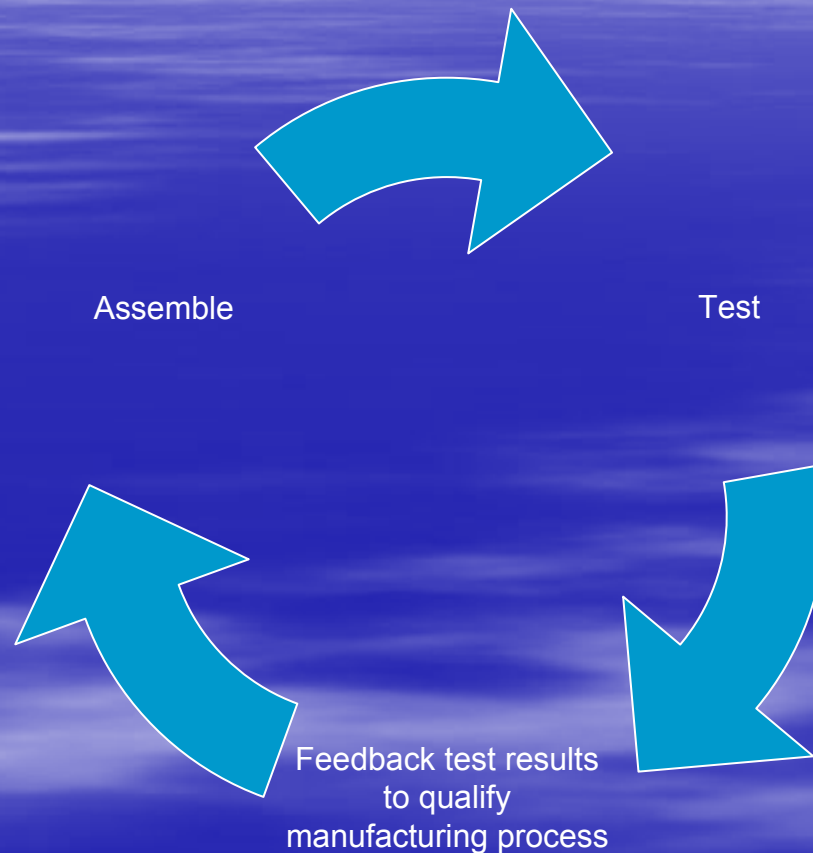 Assemble
Test
Feedback test results
to qualify
manufacturing process